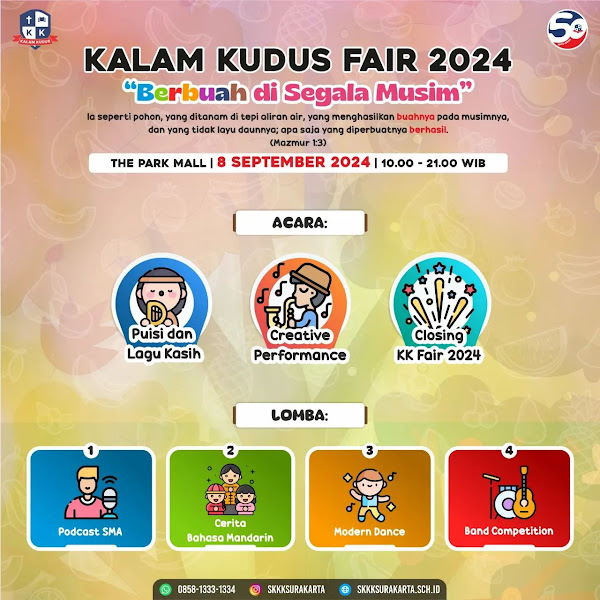 KK
KALAM KUDUS
50
KALAM KUDUS FAIR 2024
“Berbuah di Segala Musim”
Ia seperti pohon, yang ditanam di tepi aliran air, yang menghasilkan buahnya pada musimnya,
dan yang tidak layu daunnya; apa saja yang diperbuatnya berhasil.
(Mazmur 1:3)
THE PARK MALL | 8 SEPTEMBER 2024 | 10.00 - 21.00 WIB
ACARA:
Puisi dan
Lagu Kasih
Creative
Performance
Closing
KK Fair 2024
LOMBA:
1
Podcast SMA
2
Cerita
Bahasa Mandarin
3
Modern Dance
4
Band Competition
0858-1333-1334
SKKKSURAKARTA
SKKKSURAKARTA.SCH.ID